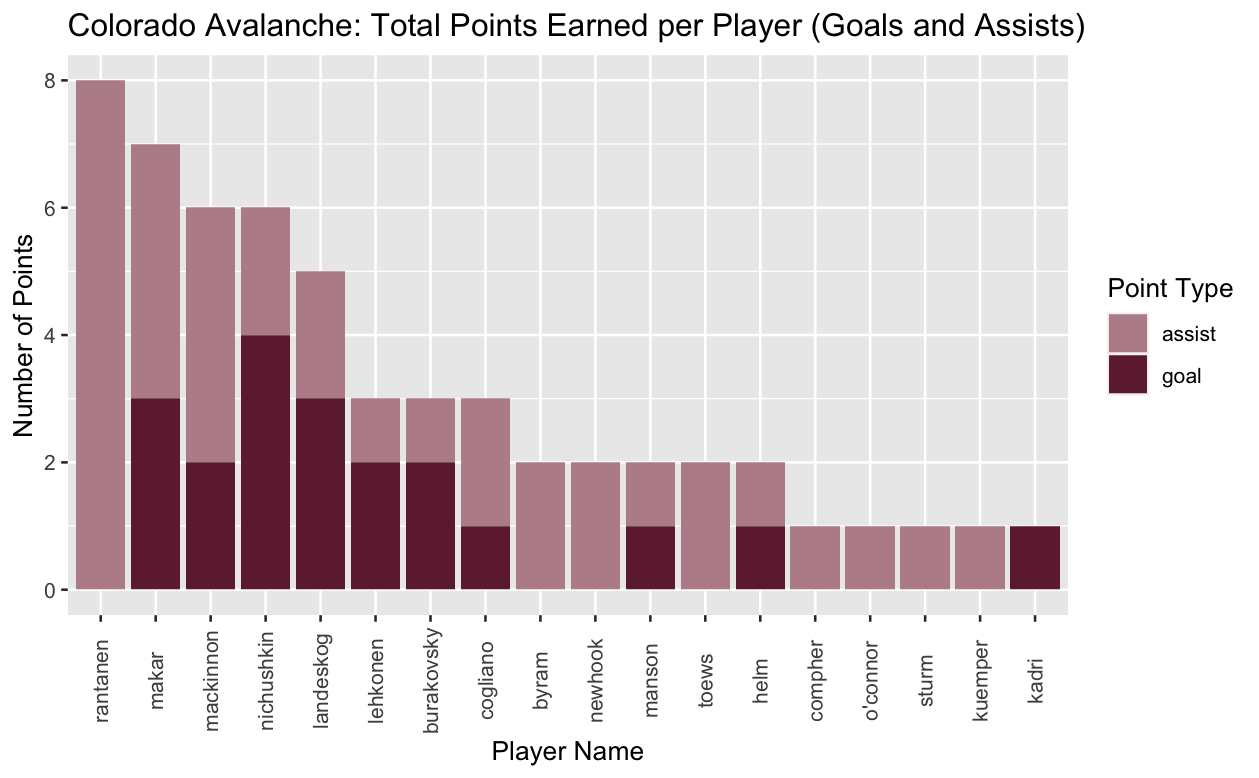 Colorado Avalanche: Total Points Earned per Player (Goals and Assists)
Number of Points
8
6
4
2
0
rantanen
makar
mackinnon
nichushkin
landeskog
lehkonen
burakovsky
cogliano
byram
newhook
manson
toews
helm
compher
o'connor
sturm
kuemper
kadri
Player Name
Point Type
assist
goal